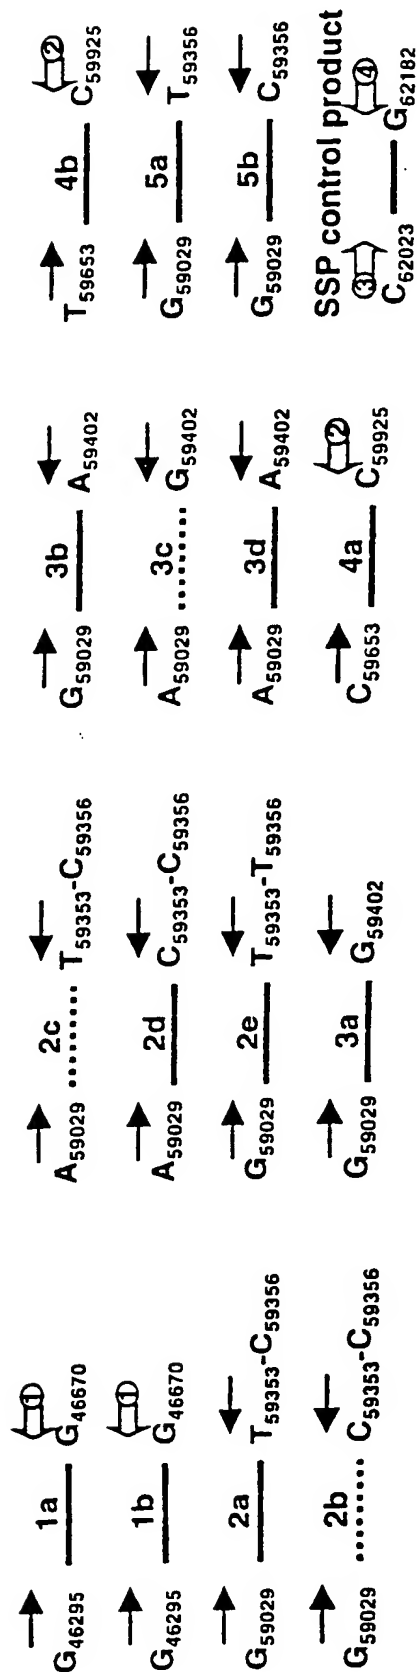 ①
1a
G46295 G46670
①
1b
G46295 G46670
2a
G59029 T59353-C59356
2b
G59029 C59353-C59356
2c
A59029 T59353-C59356
2d
A59029 C59353-C59356
2e
G59029 T59353-T59356
3a
G59029 G59402
3b
G59029 A59402
3c
A59029 G59402
3d
A59029 A59402
②
4a
C59653 C59925
②
4b
T59653 C59925
5a
G59029 T59356
5b
G59029 C59356
SSP control product
③ ④
C62023 G62182